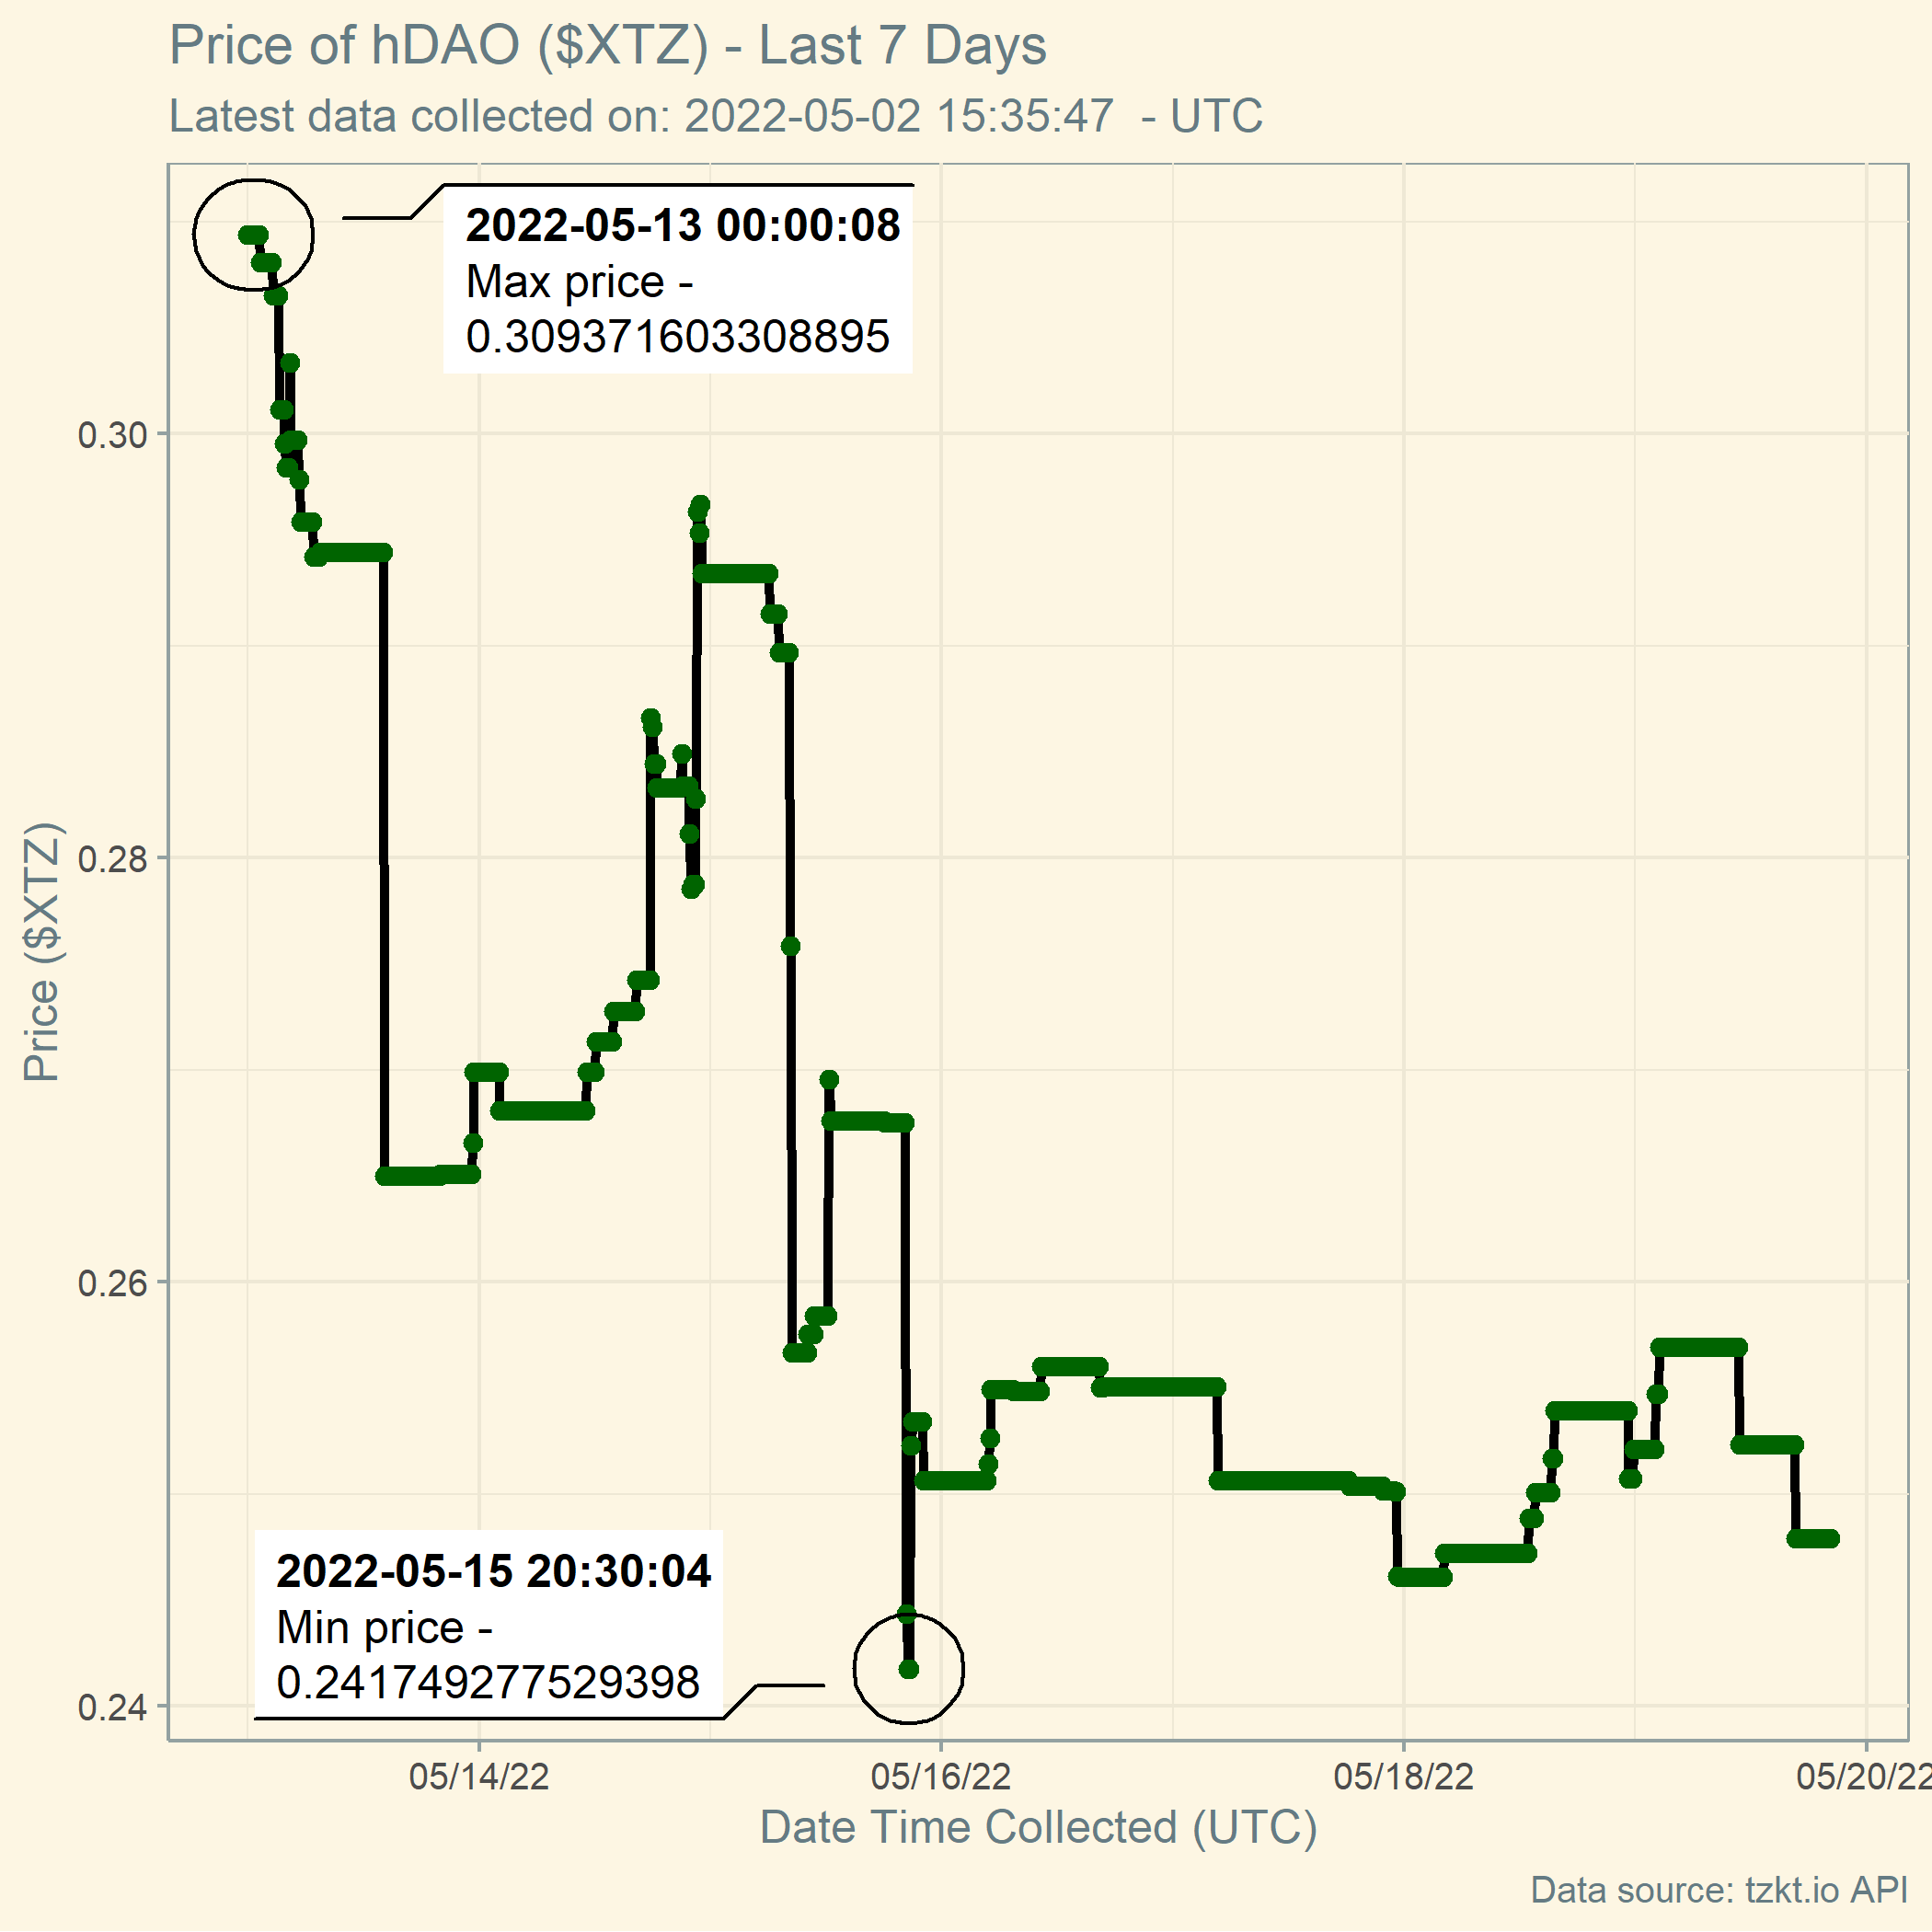 Price of hDAO ($XTZ) - Last 7 Days
Latest data collected on: 2022-05-02 15:35:47  - UTC
2022-05-13 00:00:08
Max price -
0.309371603308895
0.30
0.28
0.26
0.24
Price ($XTZ)
2022-05-15 20:30:04
Min price -
0.241749277529398
05/14/22
05/16/22
05/18/22
05/20/22
Date Time Collected (UTC)
Data source: tzkt.io API